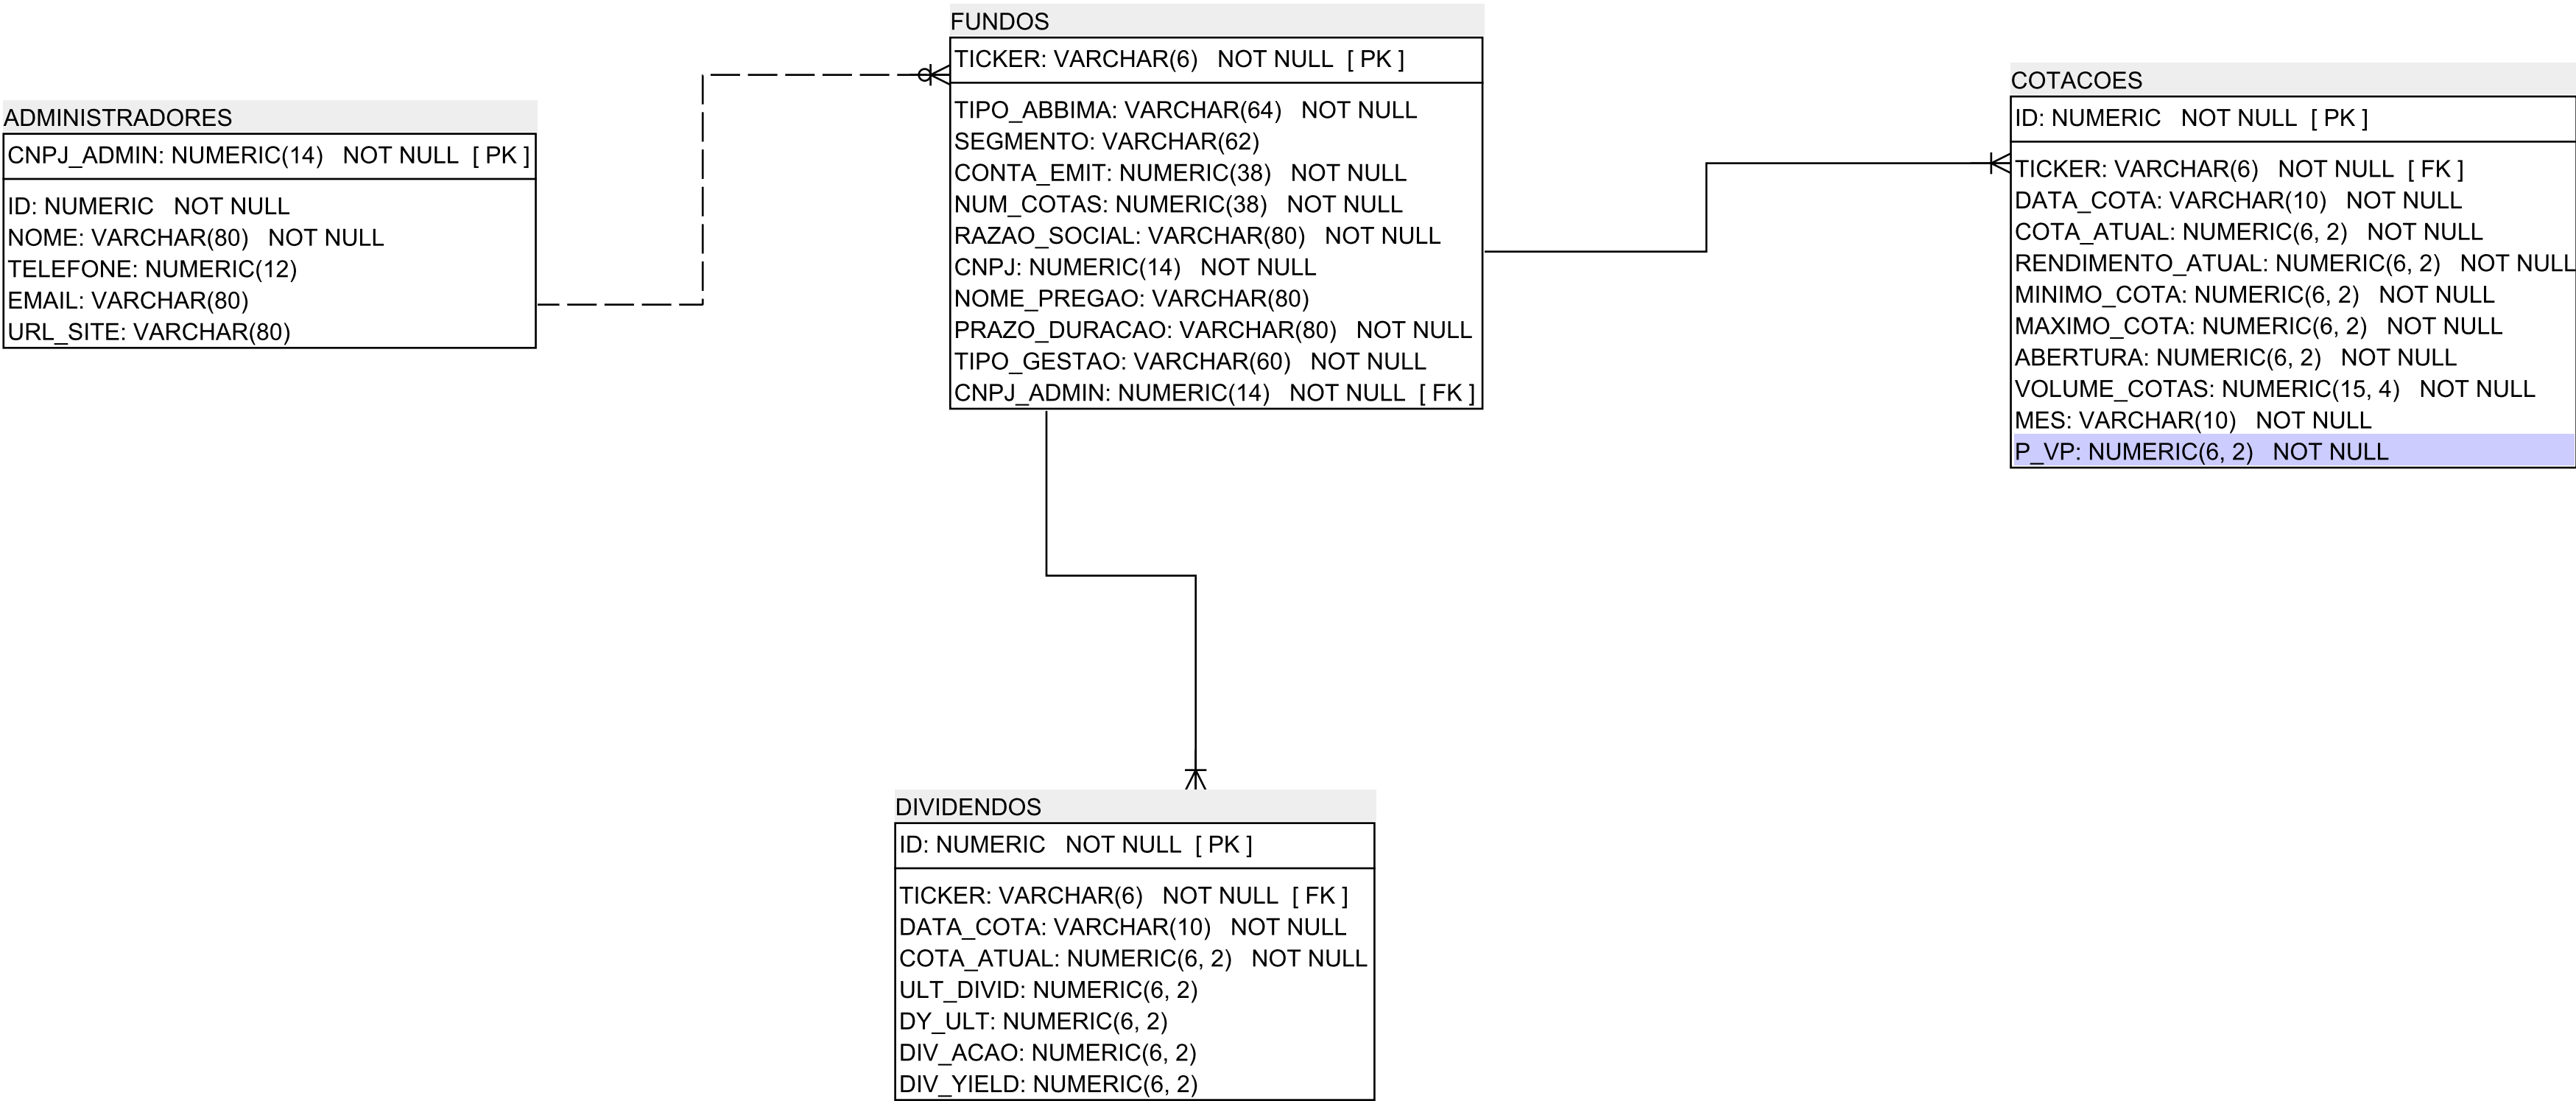 ADMINISTRADORES
CNPJ_ADMIN: NUMERIC(14) NOT NULL [ PK ]
ID: NUMERIC NOT NULL
NOME: VARCHAR(80) NOT NULL
TELEFONE: NUMERIC(12)
EMAIL: VARCHAR(80)
URL_SITE: VARCHAR(80)
FUNDOS
TICKER: VARCHAR(6) NOT NULL [ PK ]
TIPO_ABBIMA: VARCHAR(64) NOT NULL
SEGMENTO: VARCHAR(62)
CONTA_EMIT: NUMERIC(38) NOT NULL
NUM_COTAS: NUMERIC(38) NOT NULL
RAZAO_SOCIAL: VARCHAR(80) NOT NULL
CNPJ: NUMERIC(14) NOT NULL
NOME_PREGAO: VARCHAR(80)
PRAZO_DURACAO: VARCHAR(80) NOT NULL
TIPO_GESTAO: VARCHAR(60) NOT NULL
CNPJ_ADMIN: NUMERIC(14) NOT NULL [ FK ]
COTACOES
ID: NUMERIC NOT NULL [ PK ]
TICKER: VARCHAR(6) NOT NULL [ FK ]
DATA_COTA: VARCHAR(10) NOT NULL
COTA_ATUAL: NUMERIC(6, 2) NOT NULL
RENDIMENTO_ATUAL: NUMERIC(6, 2) NOT NULL
MINIMO_COTA: NUMERIC(6, 2) NOT NULL
MAXIMO_COTA: NUMERIC(6, 2) NOT NULL
ABERTURA: NUMERIC(6, 2) NOT NULL
VOLUME_COTAS: NUMERIC(15, 4) NOT NULL
MES: VARCHAR(10) NOT NULL
P_VP: NUMERIC(6, 2) NOT NULL
DIVIDENDOS
ID: NUMERIC NOT NULL [ PK ]
TICKER: VARCHAR(6) NOT NULL [ FK ]
DATA_COTA: VARCHAR(10) NOT NULL
COTA_ATUAL: NUMERIC(6, 2) NOT NULL
ULT_DIVID: NUMERIC(6, 2)
DY_ULT: NUMERIC(6, 2)
DIV_ACAO: NUMERIC(6, 2)
DIV_YIELD: NUMERIC(6, 2)